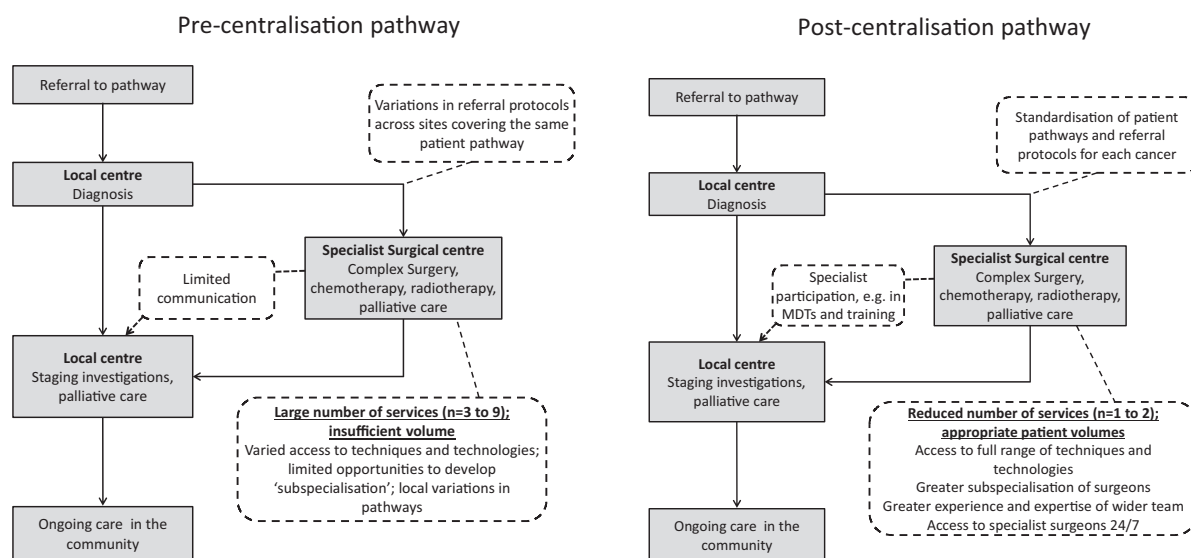 Pre-centralisation pathway
Referral to pathway
Variations in referral protocols
across sites covering the same
patient pathway
Local centre
Diagnosis
Specialist Surgical centre
Complex Surgery,
chemotherapy, radiotherapy,
palliative care
Limited
communication
Local centre
Staging investigations,
palliative care
Large number of services (n=3 to 9);
insufficient volume
Varied access to techniques and technologies;
limited opportunities to develop
‘subspecialisation’; local variations in
pathways
Ongoing care in the
community
Post-centralisation pathway
Referral to pathway
Standardisation of patient
pathways and referral
protocols for each cancer
Local centre
Diagnosis
Specialist Surgical centre
Complex Surgery,
chemotherapy, radiotherapy,
palliative care
Specialist
participation, e.g. in
MDTs and training
Local centre
Staging investigations,
palliative care
Reduced number of services (n=1 to 2);
appropriate patient volumes
Access to full range of techniques and
technologies
Greater subspecialisation of surgeons
Greater experience and expertise of wider team
Access to specialist surgeons 24/7
Ongoing care in the
community